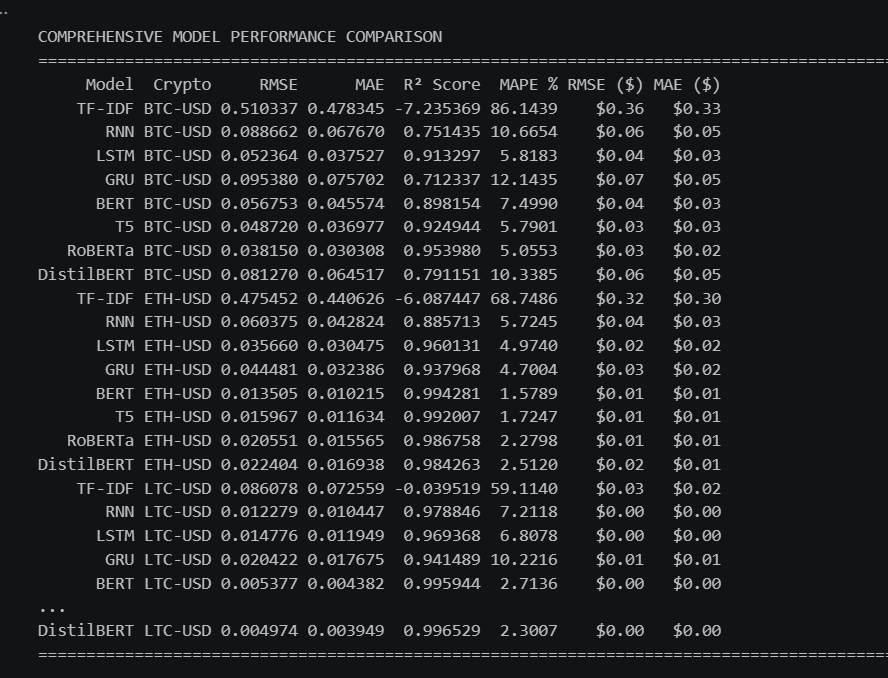 ..
COMPREHENSIVE MODEL PERFORMANCE COMPARISON
================================================================================
Model Crypto RMSE MAE R² Score MAPE % RMSE ($) MAE ($)
TF-IDF BTC-USD 0.510337 0.478345 -7.235369 86.1439 $0.36 $0.33
RNN BTC-USD 0.088662 0.067670 0.751435 10.6654 $0.06 $0.05
LSTM BTC-USD 0.052364 0.037527 0.913297 5.8183 $0.04 $0.03
GRU BTC-USD 0.095380 0.075702 0.712337 12.1435 $0.07 $0.05
BERT BTC-USD 0.056753 0.045574 0.898154 7.4990 $0.04 $0.03
T5 BTC-USD 0.048720 0.036977 0.924944 5.7901 $0.03 $0.03
RoBERTa BTC-USD 0.038150 0.030308 0.953980 5.0553 $0.03 $0.02
DistilBERT BTC-USD 0.081270 0.064517 0.791151 10.3385 $0.06 $0.05
TF-IDF ETH-USD 0.475452 0.440626 -6.087447 68.7486 $0.32 $0.30
RNN ETH-USD 0.060375 0.042824 0.885713 5.7245 $0.04 $0.03
LSTM ETH-USD 0.035660 0.030475 0.960131 4.9740 $0.02 $0.02
GRU ETH-USD 0.044481 0.032386 0.937968 4.7004 $0.03 $0.02
BERT ETH-USD 0.013505 0.010215 0.994281 1.5789 $0.01 $0.01
T5 ETH-USD 0.015967 0.011634 0.992007 1.7247 $0.01 $0.01
RoBERTa ETH-USD 0.020551 0.015565 0.986758 2.2798 $0.01 $0.01
DistilBERT ETH-USD 0.022404 0.016938 0.984263 2.5120 $0.02 $0.01
TF-IDF LTC-USD 0.086078 0.072559 -0.039519 59.1140 $0.03 $0.02
RNN LTC-USD 0.012279 0.010447 0.978846 7.2118 $0.00 $0.00
LSTM LTC-USD 0.014776 0.011949 0.969368 6.8078 $0.00 $0.00
GRU LTC-USD 0.020422 0.017675 0.941489 10.2216 $0.01 $0.01
BERT LTC-USD 0.005377 0.004382 0.995944 2.7136 $0.00 $0.00
...
DistilBERT LTC-USD 0.004974 0.003949 0.996529 2.3007 $0.00 $0.00
================================================================================